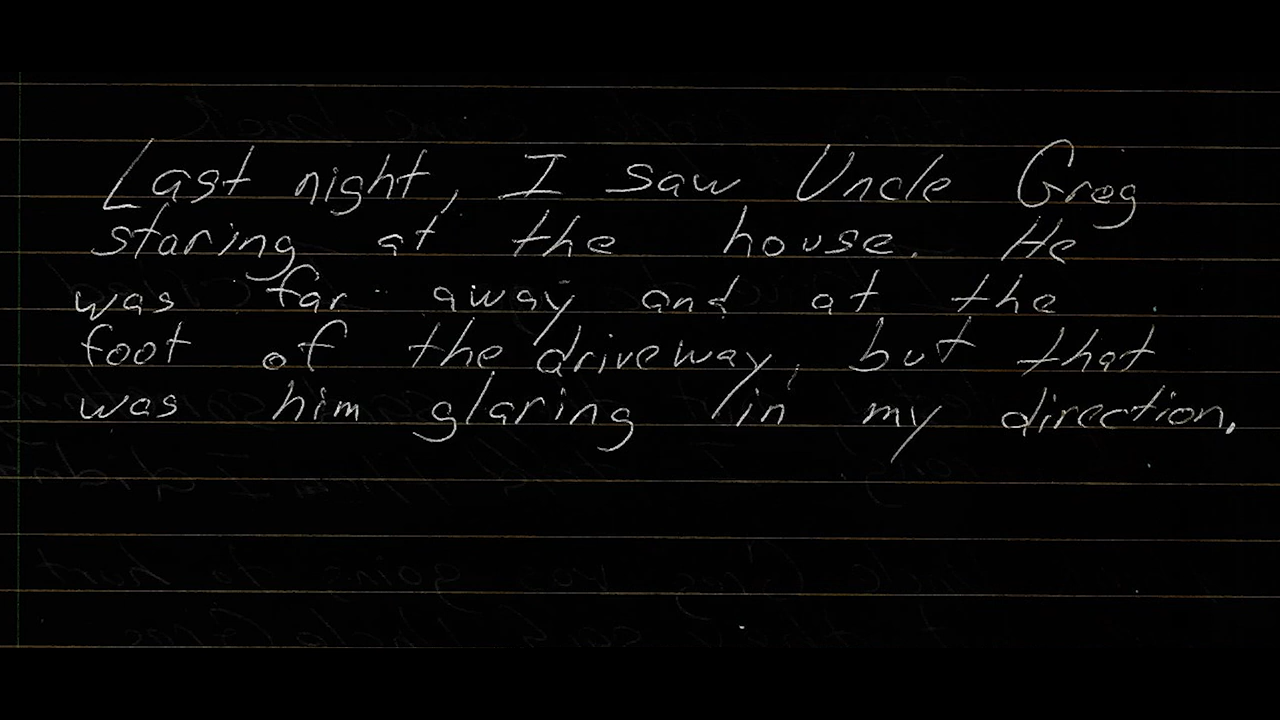 Last night, I saw Uncle Greg
staring at the house. He
was far away and at the
foot of the driveway, but that
was him glaring in my direction.